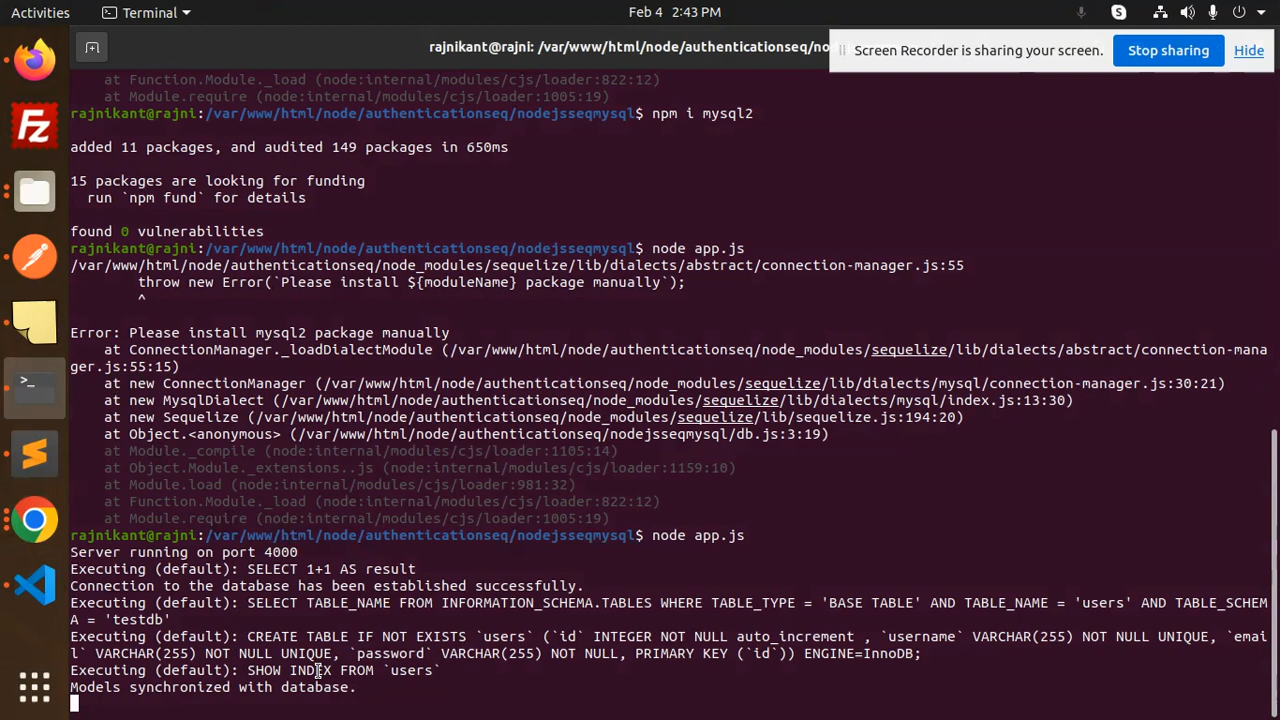 Activities
Terminal
Feb 4 2:43 PM
rajnikant@rajni: /var/www/html/node/authenticationseq/no
Screen Recorder is sharing your screen.
Stop sharing
Hide
at Function.Module._load (node:internal/modules/cjs/loader:822:12)
at Module.require (node:internal/modules/cjs/loader:1005:19)
rajnikant@rajni:/var/www/html/node/authenticationseq/nodejsseqmysql$ npm i mysql2
added 11 packages, and audited 149 packages in 650ms
15 packages are looking for funding
run `npm fund` for details
found 0 vulnerabilities
rajnikant@rajni:/var/www/html/node/authenticationseq/nodejsseqmysql$ node app.js
/var/www/html/node/authenticationseq/node_modules/sequelize/lib/dialects/abstract/connection-manager.js:55
throw new Error(`Please install ${moduleName} package manually`);
^
Error: Please install mysql2 package manually
at ConnectionManager._loadDialectModule (/var/www/html/node/authenticationseq/node_modules/sequelize/lib/dialects/abstract/connection-mana
ger.js:55:15)
at new ConnectionManager (/var/www/html/node/authenticationseq/node_modules/sequelize/lib/dialects/mysql/connection-manager.js:30:21)
at new MysqlDialect (/var/www/html/node/authenticationseq/node_modules/sequelize/lib/dialects/mysql/index.js:13:30)
at new Sequelize (/var/www/html/node/authenticationseq/node_modules/sequelize/lib/sequelize.js:194:20)
at Object.<anonymous> (/var/www/html/node/authenticationseq/nodejsseqmysql/db.js:3:19)
at Module._compile (node:internal/modules/cjs/loader:1105:14)
at Object.Module._extensions..js (node:internal/modules/cjs/loader:1159:10)
at Module.load (node:internal/modules/cjs/loader:981:32)
at Function.Module._load (node:internal/modules/cjs/loader:822:12)
at Module.require (node:internal/modules/cjs/loader:1005:19)
rajnikant@rajni:/var/www/html/node/authenticationseq/nodejsseqmysql$ node app.js
Server running on port 4000
Executing (default): SELECT 1+1 AS result
Connection to the database has been established successfully.
Executing (default): SELECT TABLE_NAME FROM INFORMATION_SCHEMA.TABLES WHERE TABLE_TYPE = 'BASE TABLE' AND TABLE_NAME = 'users' AND TABLE_SCHEM
A = 'testdb'
Executing (default): CREATE TABLE IF NOT EXISTS `users` (`id` INTEGER NOT NULL auto_increment , `username` VARCHAR(255) NOT NULL UNIQUE, `emai
l` VARCHAR(255) NOT NULL UNIQUE, `password` VARCHAR(255) NOT NULL, PRIMARY KEY (`id`)) ENGINE=InnoDB;
Executing (default): SHOW INDEX FROM `users`
Models synchronized with database.